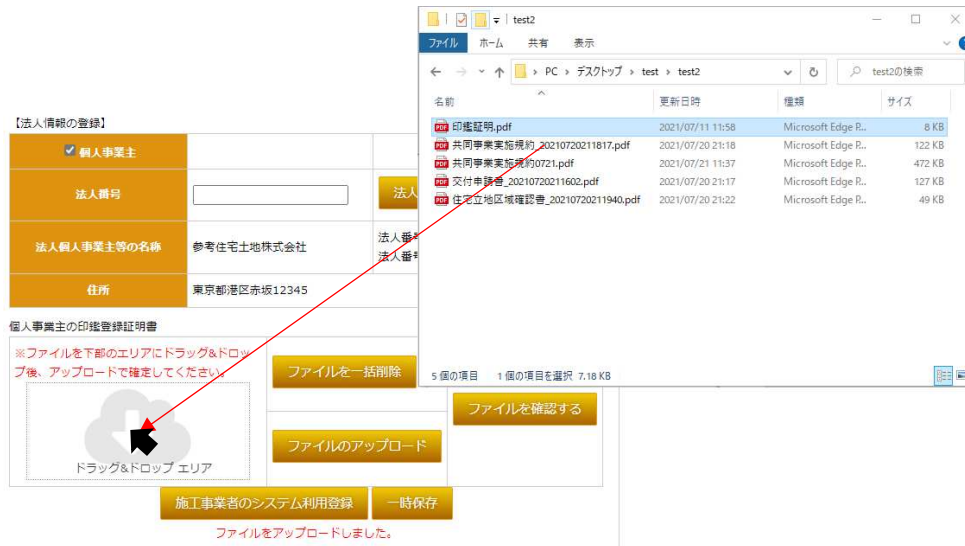 test2
ファイル ホーム 共有 表示
PC › デスクトップ › test › test2
test2の検索
名前 更新日時 種類 サイズ
印鑑証明.pdf 2021/07/11 11:58 Microsoft Edge P... 8 KB
共同事業実施規約_20210720211817.pdf 2021/07/20 21:18 Microsoft Edge P... 122 KB
共同事業実施規約0721.pdf 2021/07/21 11:37 Microsoft Edge P... 472 KB
交付申請書_20210720211602.pdf 2021/07/20 21:17 Microsoft Edge P... 127 KB
住宅立地区域確認書_20210720211940.pdf 2021/07/20 21:22 Microsoft Edge P... 49 KB
5 個の項目 1 個の項目を選択 7.18 KB
【法人情報の登録】
個人事業主
法人番号
法人
法人個人事業主等の名称 参考住宅土地株式会社
法人番
法人番
住所 東京都港区赤坂12345
個人事業主の印鑑登録証明書
※ファイルを下部のエリアにドラッグ&ドロッ
プ後、アップロードで確定してください。
ファイルを一括削除
ファイルを確認する
ファイルのアップロード
ドラッグ&ドロップ エリア
施工事業者のシステム利用登録 一時保存
ファイルをアップロードしました。